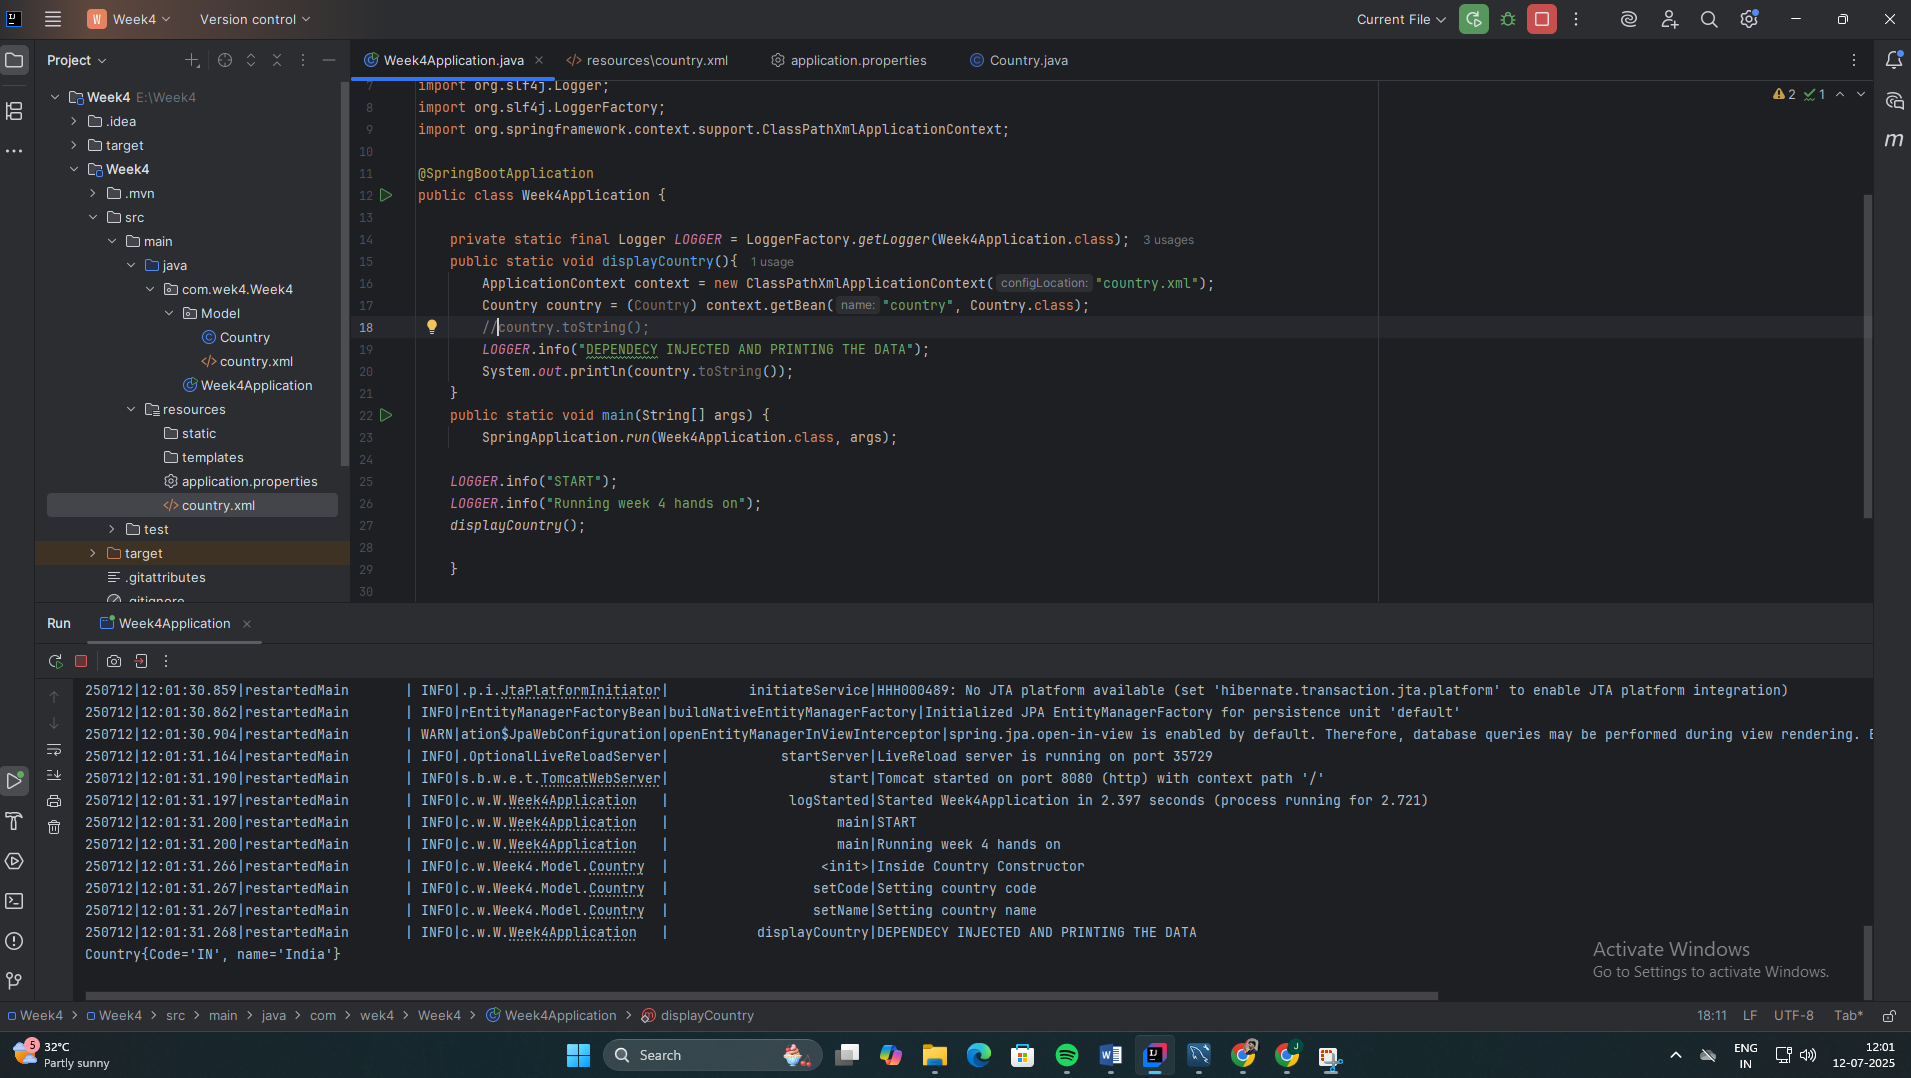 W Week4 Version control Current File
Project
Week4Application.java resources\country.xml application.properties Country.java
Week4 E:\Week4
.idea
target
Week4
.mvn
src
main
java
com.wek4.Week4
Model
Country
country.xml
Week4Application
resources
static
templates
application.properties
country.xml
test
target
.gitattributes
.gitignore
2 1
7 import org.slf4j.Logger;
8 import org.slf4j.LoggerFactory;
9 import org.springframework.context.support.ClassPathXmlApplicationContext;
10
11 @SpringBootApplication
12 public class Week4Application {
13
14 private static final Logger LOGGER = LoggerFactory.getLogger(Week4Application.class); 3 usages
15 public static void displayCountry(){ 1 usage
16 ApplicationContext context = new ClassPathXmlApplicationContext( configLocation: "country.xml");
17 Country country = (Country) context.getBean( name: "country", Country.class);
18 //country.toString();
19 LOGGER.info("DEPENDECY INJECTED AND PRINTING THE DATA");
20 System.out.println(country.toString());
21 }
22 public static void main(String[] args) {
23 SpringApplication.run(Week4Application.class, args);
24
25 LOGGER.info("START");
26 LOGGER.info("Running week 4 hands on");
27 displayCountry();
28
29 }
30
m
Run Week4Application
250712|12:01:30.859|restartedMain | INFO|.p.i.JtaPlatformInitiator| initiateService|HHH000489: No JTA platform available (set 'hibernate.transaction.jta.platform' to enable JTA platform integration)
250712|12:01:30.862|restartedMain | INFO|rEntityManagerFactoryBean|buildNativeEntityManagerFactory|Initialized JPA EntityManagerFactory for persistence unit 'default'
250712|12:01:30.904|restartedMain | WARN|ation$JpaWebConfiguration|openEntityManagerInViewInterceptor|spring.jpa.open-in-view is enabled by default. Therefore, database queries may be performed during view rendering. E
250712|12:01:31.164|restartedMain | INFO|.OptionalLiveReloadServer| startServer|LiveReload server is running on port 35729
250712|12:01:31.190|restartedMain | INFO|s.b.w.e.t.TomcatWebServer| start|Tomcat started on port 8080 (http) with context path '/'
250712|12:01:31.197|restartedMain | INFO|c.w.W.Week4Application | logStarted|Started Week4Application in 2.397 seconds (process running for 2.721)
250712|12:01:31.200|restartedMain | INFO|c.w.W.Week4Application | main|START
250712|12:01:31.200|restartedMain | INFO|c.w.W.Week4Application | main|Running week 4 hands on
250712|12:01:31.266|restartedMain | INFO|c.w.Week4.Model.Country | <init>|Inside Country Constructor
250712|12:01:31.267|restartedMain | INFO|c.w.Week4.Model.Country | setCode|Setting country code
250712|12:01:31.267|restartedMain | INFO|c.w.Week4.Model.Country | setName|Setting country name
250712|12:01:31.268|restartedMain | INFO|c.w.W.Week4Application | displayCountry|DEPENDECY INJECTED AND PRINTING THE DATA
Country{Code='IN', name='India'}
Activate Windows
Go to Settings to activate Windows.
Week4 > Week4 > src > main > java > com > wek4 > Week4 > Week4Application > displayCountry 18:11 LF UTF-8 Tab*
5 32°C
Partly sunny
Search
ENG
IN
12:01
12-07-2025